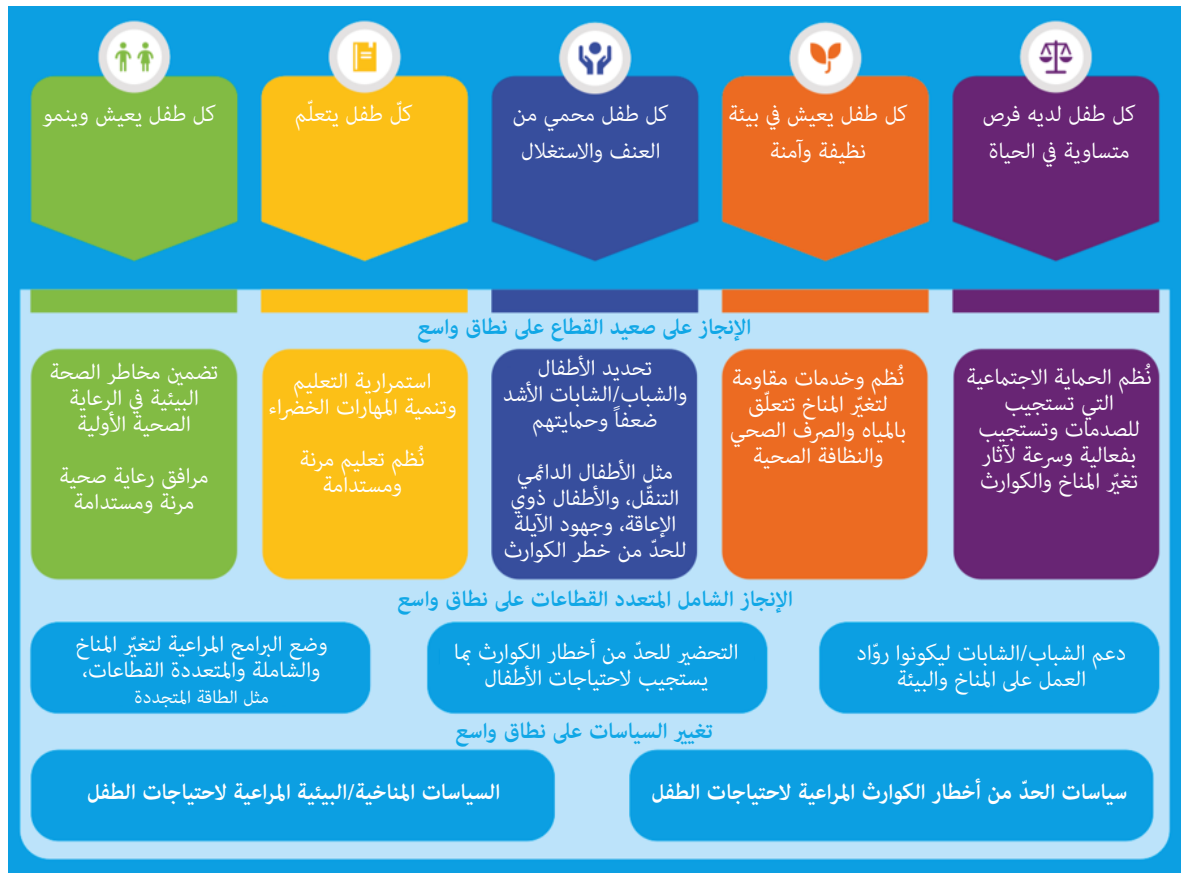 كل طفل لديه فرص
متساوية في الحياة
كل طفل يعيش في بيئة
نظيفة وآمنة
كل طفل محمي من
العنف والاستغلال
كلّ طفل يتعلّم
كل طفل يعيش وينمو
الإنجاز على صعيد القطاع على نطاق واسع
نُظم الحماية الاجتماعية
التي تستجيب
للصدمات وتستجيب
بفعالية وسرعة لآثار
تغيّر المناخ والكوارث
نُظم وخدمات مقاومة
لتغيّر المناخ تتعلّق
بالمياه والصرف الصحي
والنظافة الصحية
تحديد الأطفال
والشباب/الشابات الأشد
ضعفاً وحمايتهم
مثل الأطفال الدائمي
التنقّل، والأطفال ذوي
الإعاقة، وجهود الآيلة
للحدّ من خطر الكوارث
استمرارية التعليم
وتنمية المهارات الخضراء
نُظم تعليم مرنة
ومستدامة
تضمين مخاطر الصحة
البيئية في الرعاية
الصحية الأولية
مرافق رعاية صحية
مرنة ومستدامة
الإنجاز الشامل المتعدد القطاعات على نطاق واسع
دعم الشباب/الشابات ليكونوا روّاد
العمل على المناخ والبيئة
التحضير للحدّ من أخطار الكوارث بما
يستجيب لاحتياجات الأطفال
وضع البرامج المراعية لتغيّر المناخ
والشاملة والمتعددة القطاعات،
مثل الطاقة المتجددة
تغيير السياسات على نطاق واسع
سياسات الحدّ من أخطار الكوارث المراعية لاحتياجات الطفل
السياسات المناخية/البيئية المراعية لاحتياجات الطفل